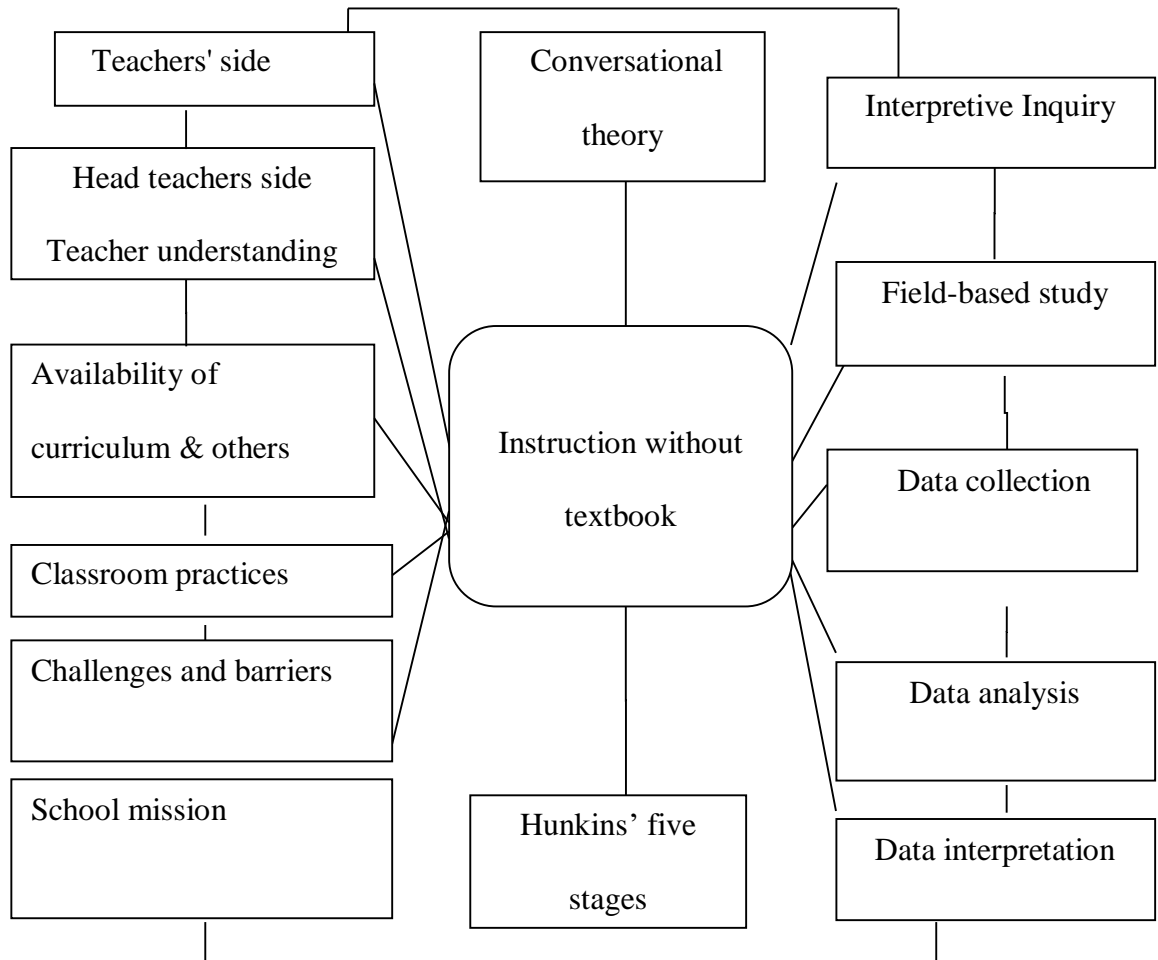 Teachers' side
Conversational
theory
Interpretive Inquiry
Head teachers side
Teacher understanding
Field-based study
Availability of
curriculum & others
Instruction without
textbook
Data collection
Classroom practices
Challenges and barriers
Data analysis
School mission
Hunkins’ five
stages
Data interpretation